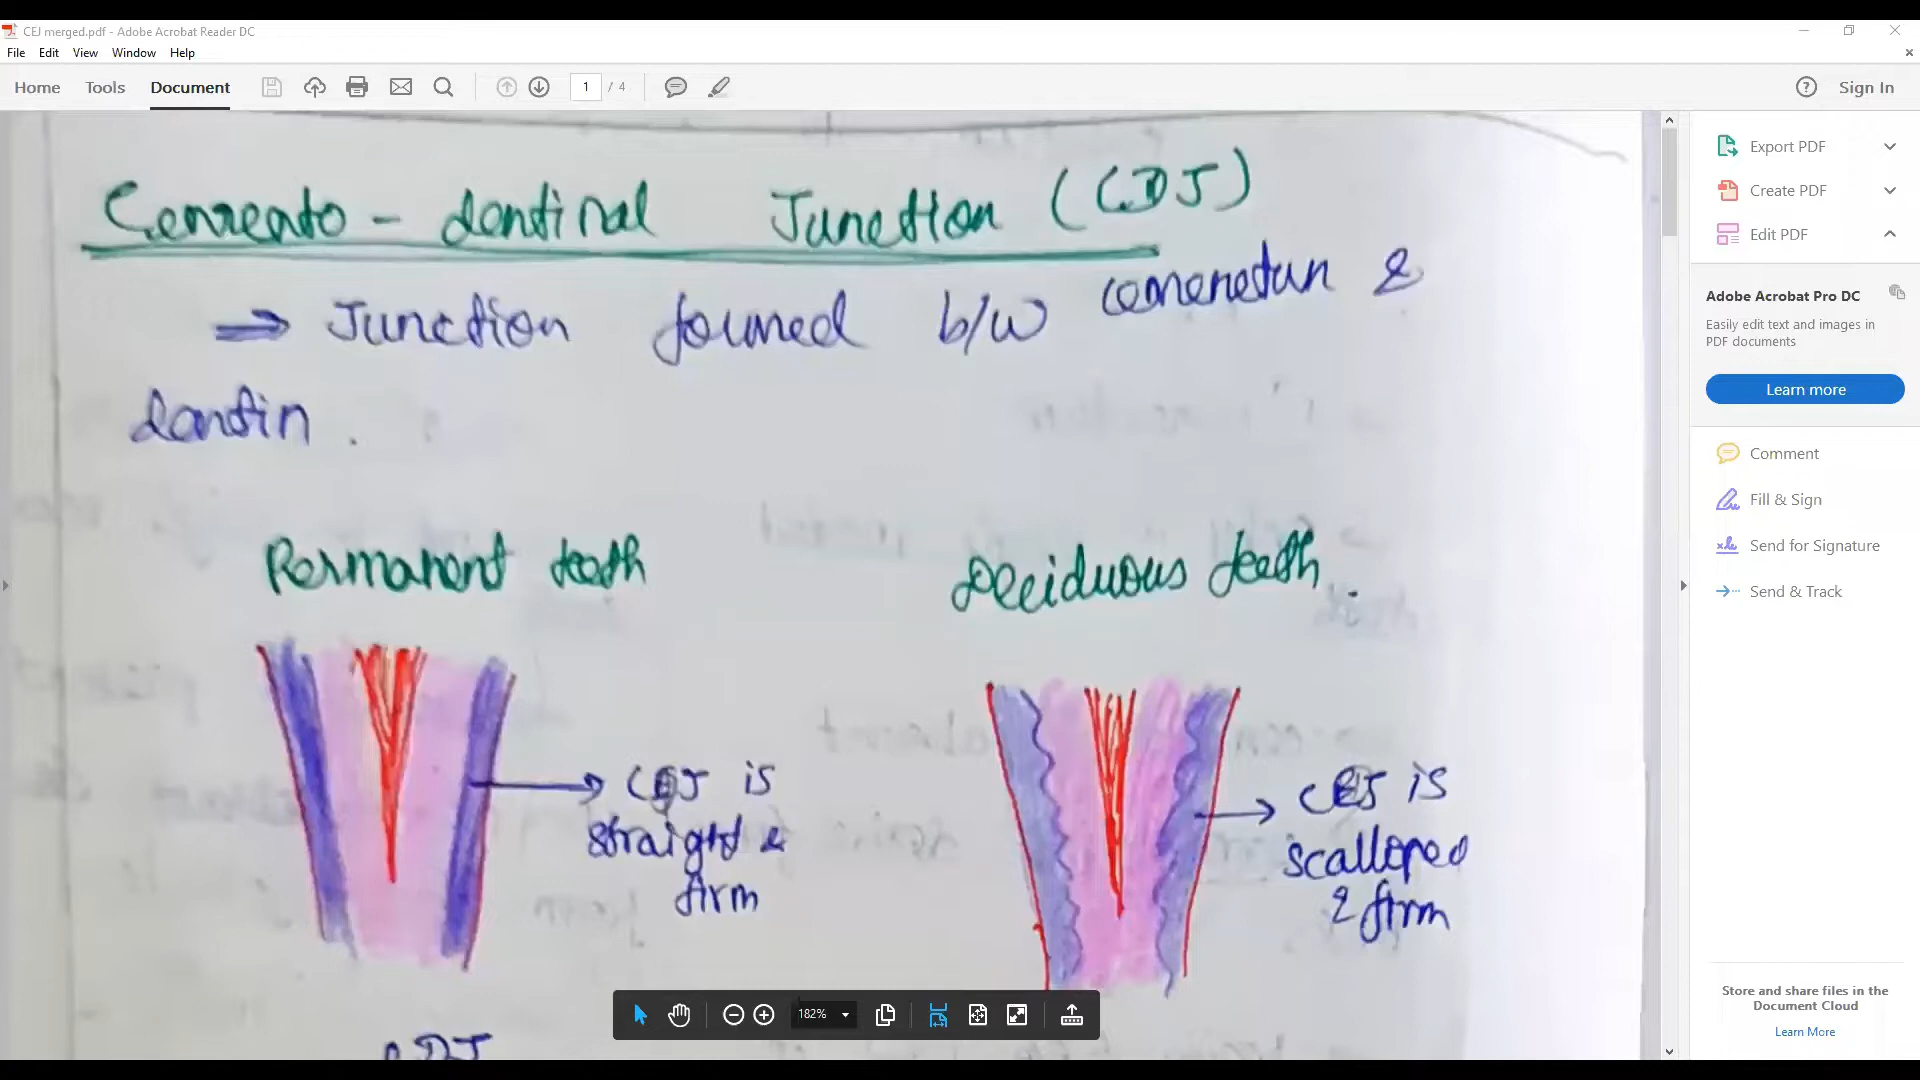 CEJ merged.pdf - Adobe Acrobat Reader DC
File Edit View Window Help
Home Tools Document 1 / 4 Sign In
Cemento - dentinal Junction (CDJ)
⇒ Junction formed b/w cemenetun &
dentin .
Permanent teeth
Deciduous teeth .
→ CEJ is
straight &
firm
→ CEJ is
scalloped
& firm
CDJ
182%
Export PDF
Create PDF
Edit PDF
Adobe Acrobat Pro DC
Easily edit text and images in
PDF documents
Learn more
Comment
Fill & Sign
Send for Signature
Send & Track
Store and share files in the
Document Cloud
Learn More